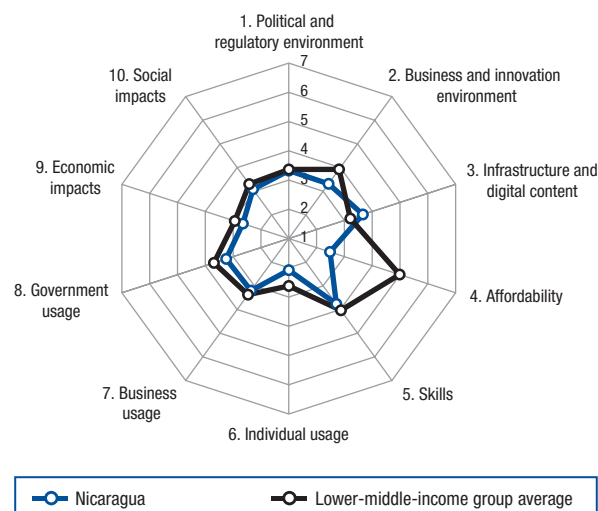 1. Political and
regulatory environment
7
10. Social
impacts
2. Business and innovation
environment
6
5
4
9. Economic
impacts
3. Infrastructure and
digital content
3
2
1
8. Government
usage
4. Affordability
7. Business
usage
5. Skills
6. Individual usage
Nicaragua
Lower-middle-income group average